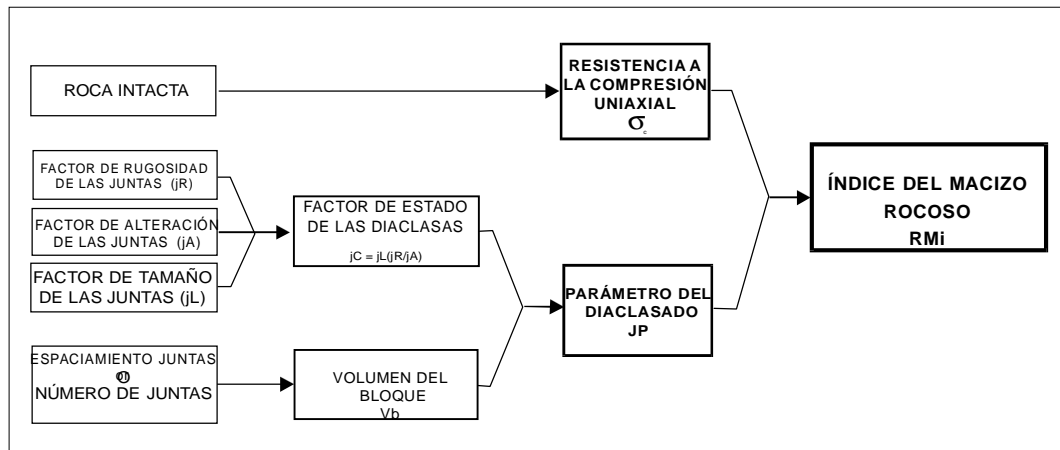 ROCA INTACTA
RESISTENCIA A
LA COMPRESIÓN
UNIAXIAL
σc
FACTOR DE RUGOSIDAD
DE LAS JUNTAS (jR)
FACTOR DE ALTERACIÓN
DE LAS JUNTAS (jA)
FACTOR DE TAMAÑO
DE LAS JUNTAS (jL)
FACTOR DE ESTADO
DE LAS DIACLASAS
jC = jL(jR/jA)
ÍNDICE DEL MACIZO
ROCOSO
RMi
PARÁMETRO DEL
DIACLASADO
JP
ESPACIAMIENTO JUNTAS
NÚMERO DE JUNTAS
VOLUMEN DEL
BLOQUE
Vb